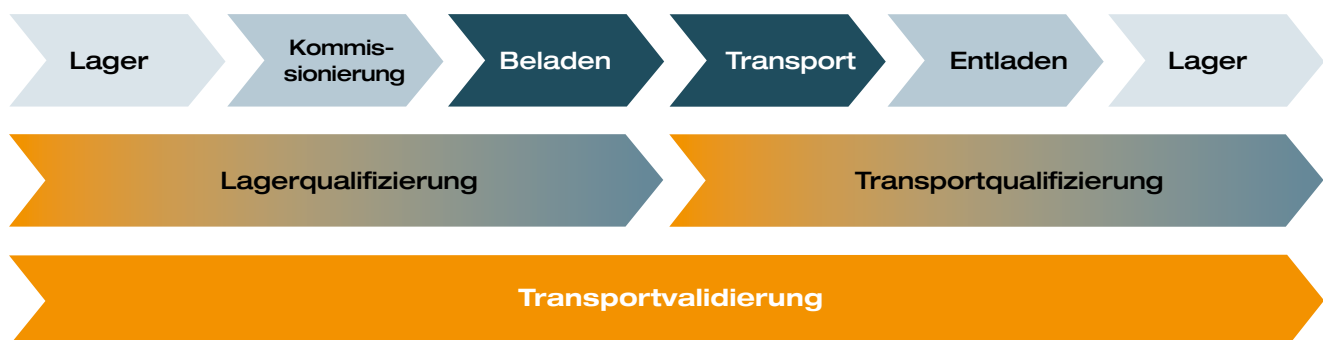 Lager
Kommis-
sionierung
Beladen
Transport
Entladen
Lager
Lagerqualifizierung
Transportqualifizierung
Transportvalidierung